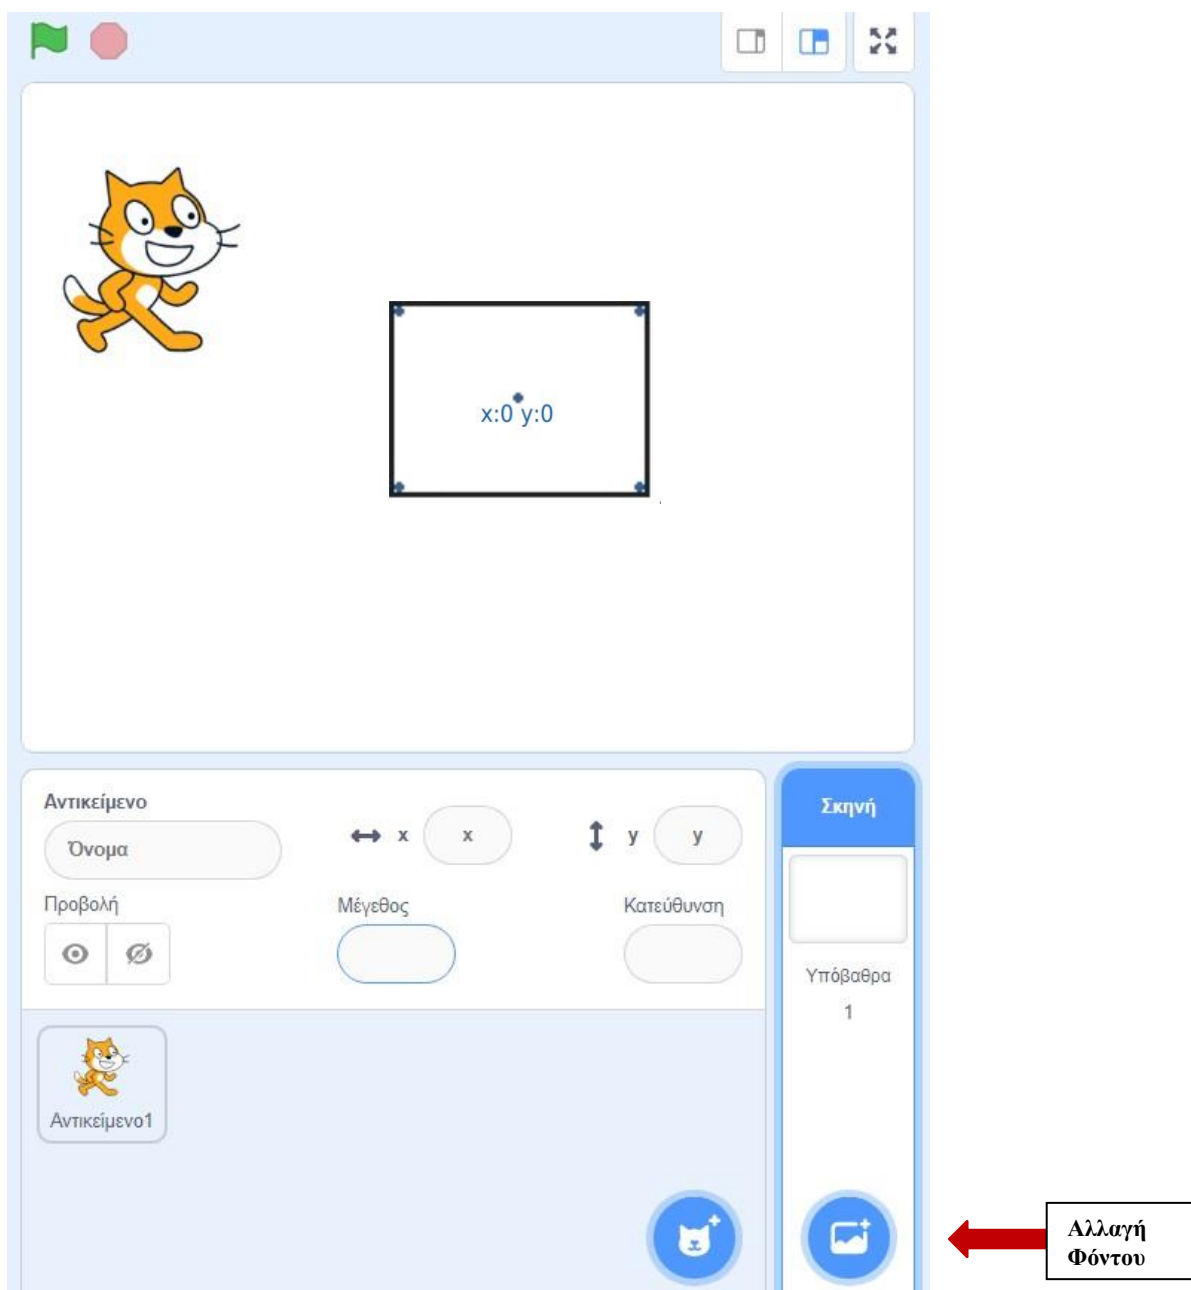 x:0 y:0
Αντικείμενο
Όνομα
x x
y y
Προβολή
Μέγεθος
Κατεύθυνση
Αντικείμενο1
Σκηνή
Υπόβαθρα
1
Αλλαγή
Φόντου